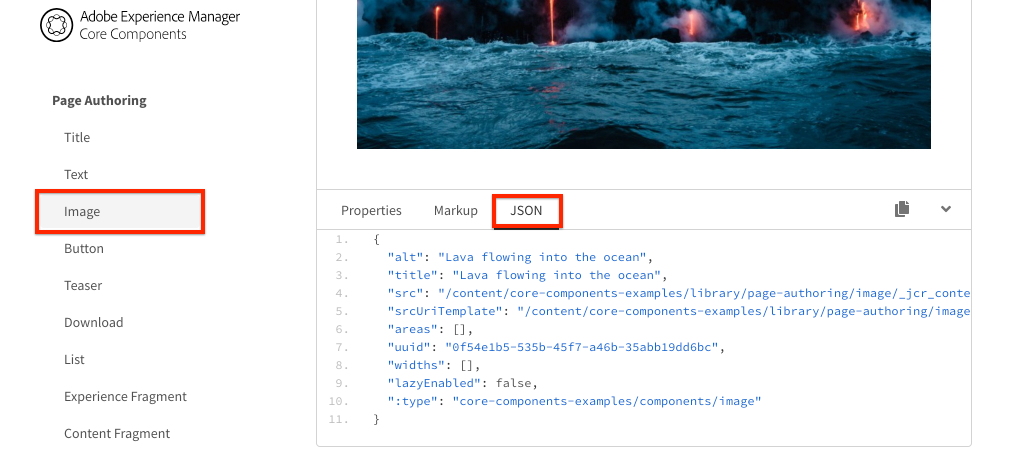 Adobe Experience Manager
Core Components
Page Authoring
Title
Text
Image
Button
Teaser
Download
List
Experience Fragment
Content Fragment
Properties Markup JSON
1. {
2. "alt": "Lava flowing into the ocean",
3. "title": "Lava flowing into the ocean",
4. "src": "/content/core-components-examples/library/page-authoring/image/_jcr_conte
5. "srcUriTemplate": "/content/core-components-examples/library/page-authoring/image
6. "areas": [],
7. "uuid": "0f54e1b5-535b-45f7-a46b-35abb19dd6bc",
8. "widths": [],
9. "lazyEnabled": false,
10. ":type": "core-components-examples/components/image"
11. }